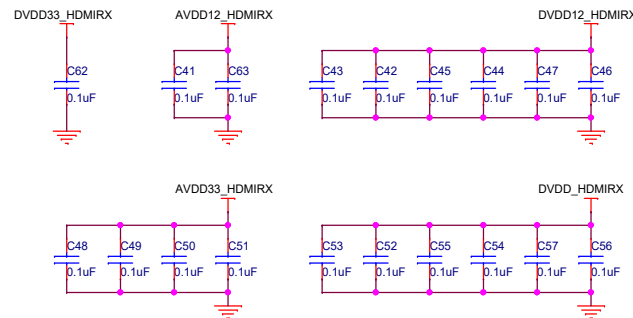 DVDD33_HDMIRX
AVDD12_HDMIRX
DVDD12_HDMIRX
C62
C41
C63
C43
C42
C45
C44
C47
C46
0.1uF
0.1uF
0.1uF
0.1uF
0.1uF
0.1uF
0.1uF
0.1uF
0.1uF
AVDD33_HDMIRX
DVDD_HDMIRX
C48
C49
C50
C51
C53
C52
C55
C54
C57
C56
0.1uF
0.1uF
0.1uF
0.1uF
0.1uF
0.1uF
0.1uF
0.1uF
0.1uF
0.1uF